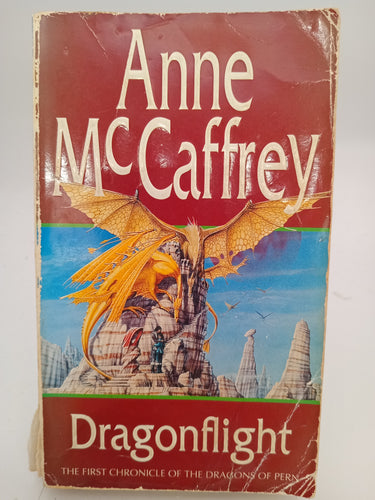 Anne
McCaffrey
Dragonflight
THE FIRST CHRONICLE OF THE DRAGONS OF PERN